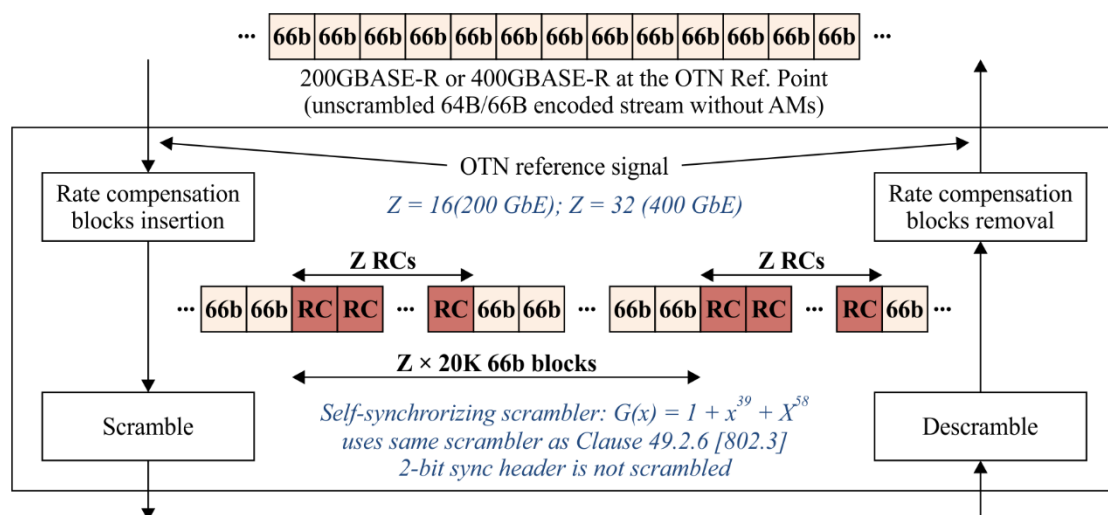 ··· 66b 66b 66b 66b 66b 66b 66b 66b 66b 66b 66b 66b 66b ···
200GBASE-R or 400GBASE-R at the OTN Ref. Point
(unscrambled 64B/66B encoded stream without AMs)
OTN reference signal
Rate compensation
blocks insertion
Z = 16(200 GbE); Z = 32 (400 GbE)
Rate compensation
blocks removal
Z RCs
Z RCs
··· 66b 66b RC RC ··· RC 66b 66b ··· 66b 66b RC RC ··· RC 66b ···
Z × 20K 66b blocks
Scramble
Self-synchrorizing scrambler: G(x) = 1 + x^39 + X^58
uses same scrambler as Clause 49.2.6 [802.3]
2-bit sync header is not scrambled
Descramble